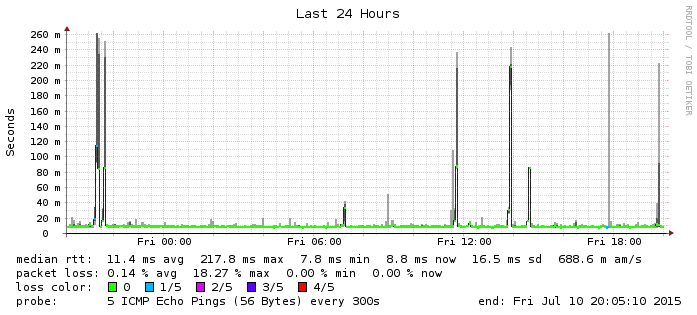 Last 24 Hours
RRDTOOL / TOBI OETIKER
Seconds
260 m
240 m
220 m
200 m
180 m
160 m
140 m
120 m
100 m
80 m
60 m
40 m
20 m
0
Fri 00:00 Fri 06:00 Fri 12:00 Fri 18:00
median rtt: 11.4 ms avg 217.8 ms max 7.8 ms min 8.8 ms now 16.5 ms sd 688.6 m am/s
packet loss: 0.14 % avg 18.27 % max 0.00 % min 0.00 % now
loss color: 0 1/5 2/5 3/5 4/5
probe: 5 ICMP Echo Pings (56 Bytes) every 300s end: Fri Jul 10 20:05:10 2015